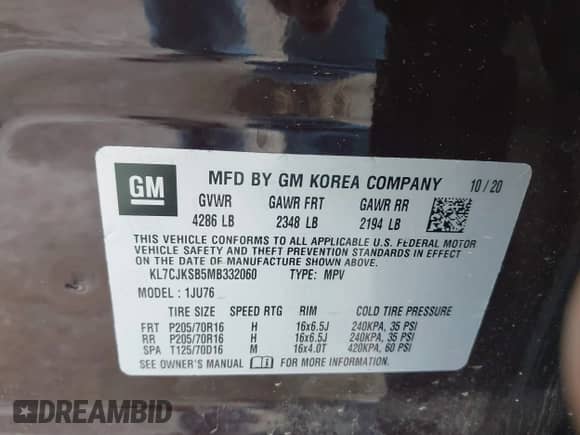 GM
MFD BY GM KOREA COMPANY 10/20
GVWR GAWR FRT GAWR RR
4286 LB 2348 LB 2194 LB
THIS VEHICLE CONFORMS TO ALL APPLICABLE U.S. FEDERAL MOTOR
VEHICLE SAFETY AND THEFT PREVENTION STANDARDS IN EFFECT
ON THE DATE OF MANUFACTURE SHOWN ABOVE.
KL7CJKSB5MB332060 TYPE: MPV
MODEL : 1JU76
TIRE SIZE SPEED RTG RIM COLD TIRE PRESSURE
FRT P205/70R16 H 16x6.5J 240KPA, 35 PSI
RR P205/70R16 H 16x6.5J 240KPA, 35 PSI
SPA T125/70D16 M 16x4.0T 420KPA, 60 PSI
SEE OWNER'S MANUAL FOR MORE INFORMATION.
DREAMBID